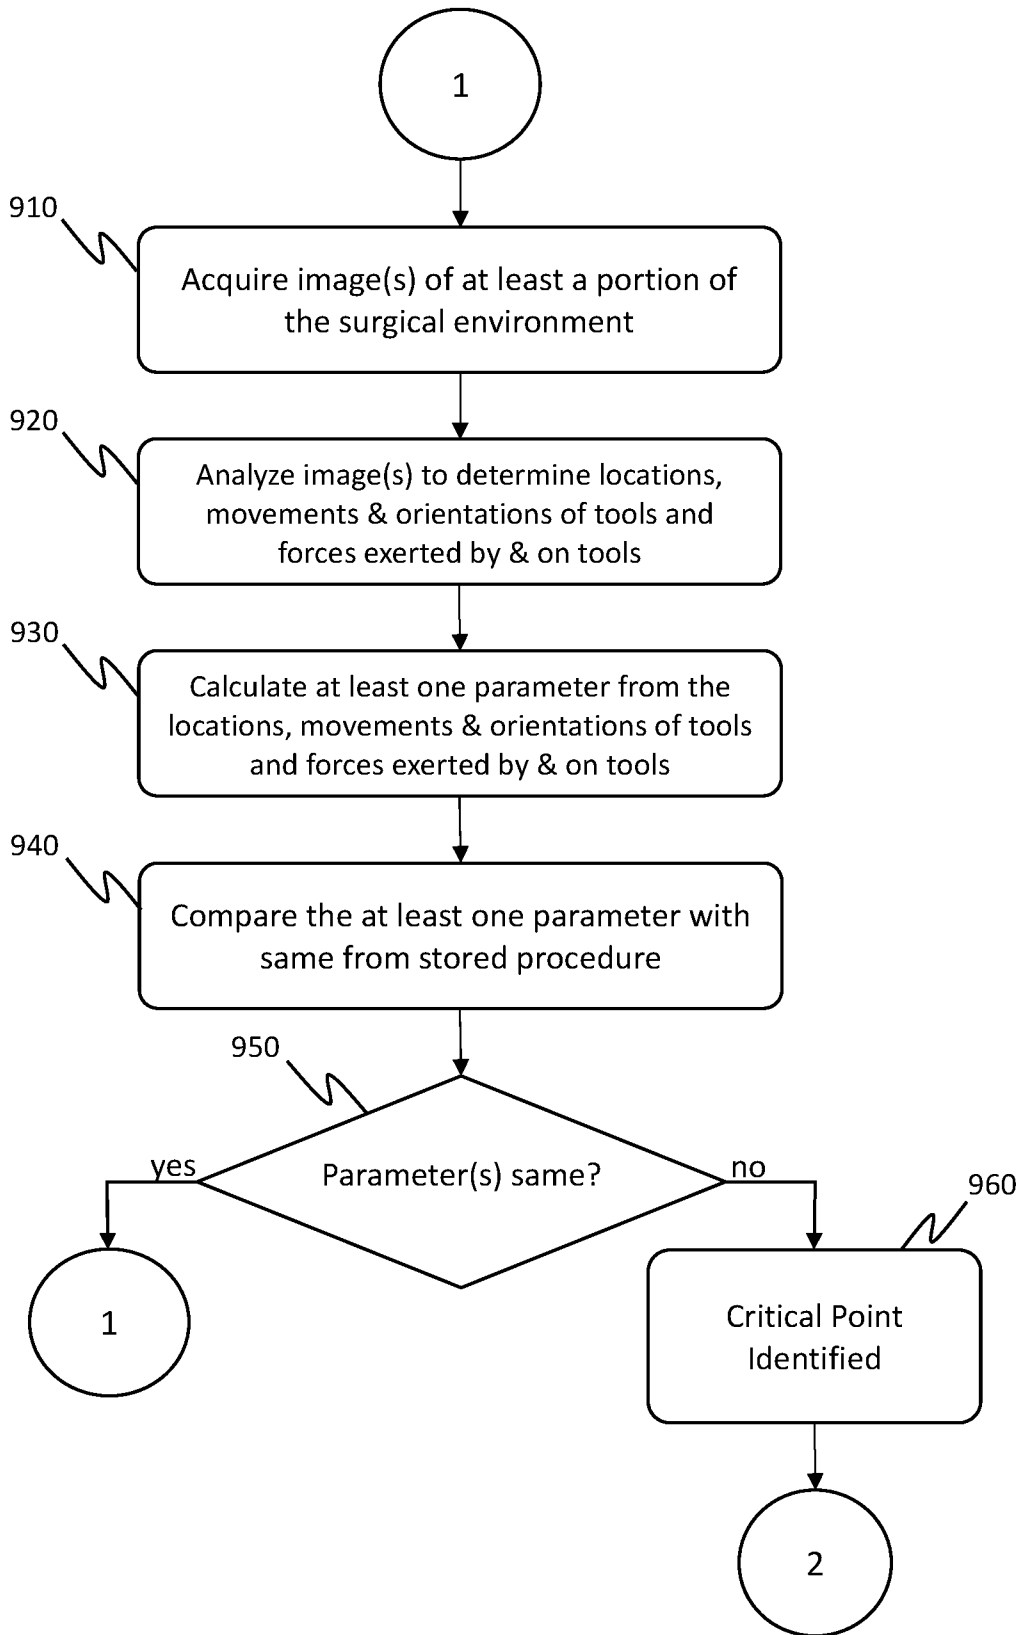 1
910
Acquire image(s) of at least a portion of
the surgical environment
920
Analyze image(s) to determine locations,
movements & orientations of tools and
forces exerted by & on tools
930
Calculate at least one parameter from the
locations, movements & orientations of tools
and forces exerted by & on tools
940
Compare the at least one parameter with
same from stored procedure
950
Parameter(s) same?
yes
no
960
1
Critical Point
Identified
2